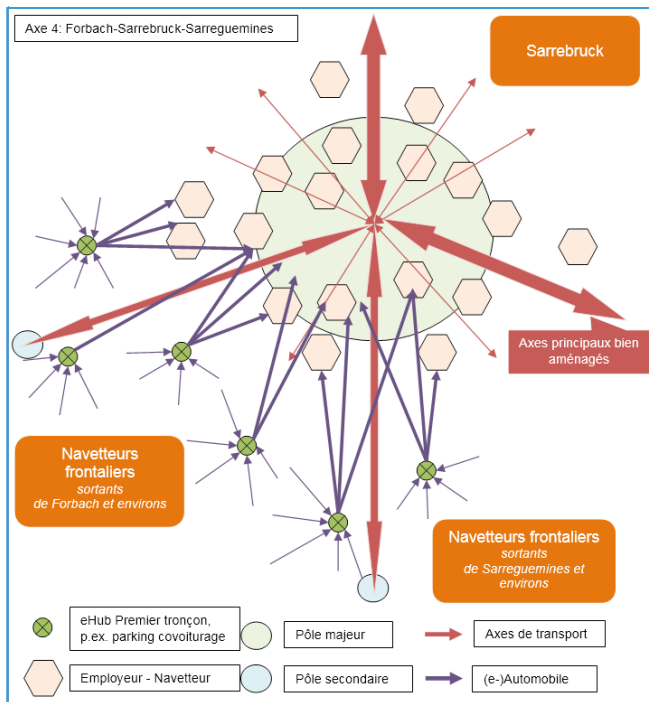 Axe 4: Forbach-Sarrebruck-Sarreguemines
Sarrebruck
Axes principaux bien
aménagés
Navetteurs
frontaliers
sortants
de Forbach et environs
Navetteurs frontaliers
sortants
de Sarreguemines et
environs
eHub Premier tronçon,
p.ex. parking covoiturage
Pôle majeur
Axes de transport
Employeur - Navetteur
Pôle secondaire
(e-)Automobile